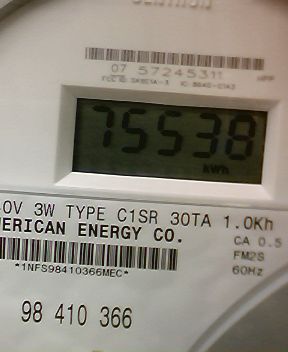 07 57245311
75538
kWh
0V 3W TYPE C1SR 30TA 1.0Kh
ERICAN ENERGY CO.
CA 0.5
FM2S
*1NFS98410366MEC*
60Hz
98 410 366